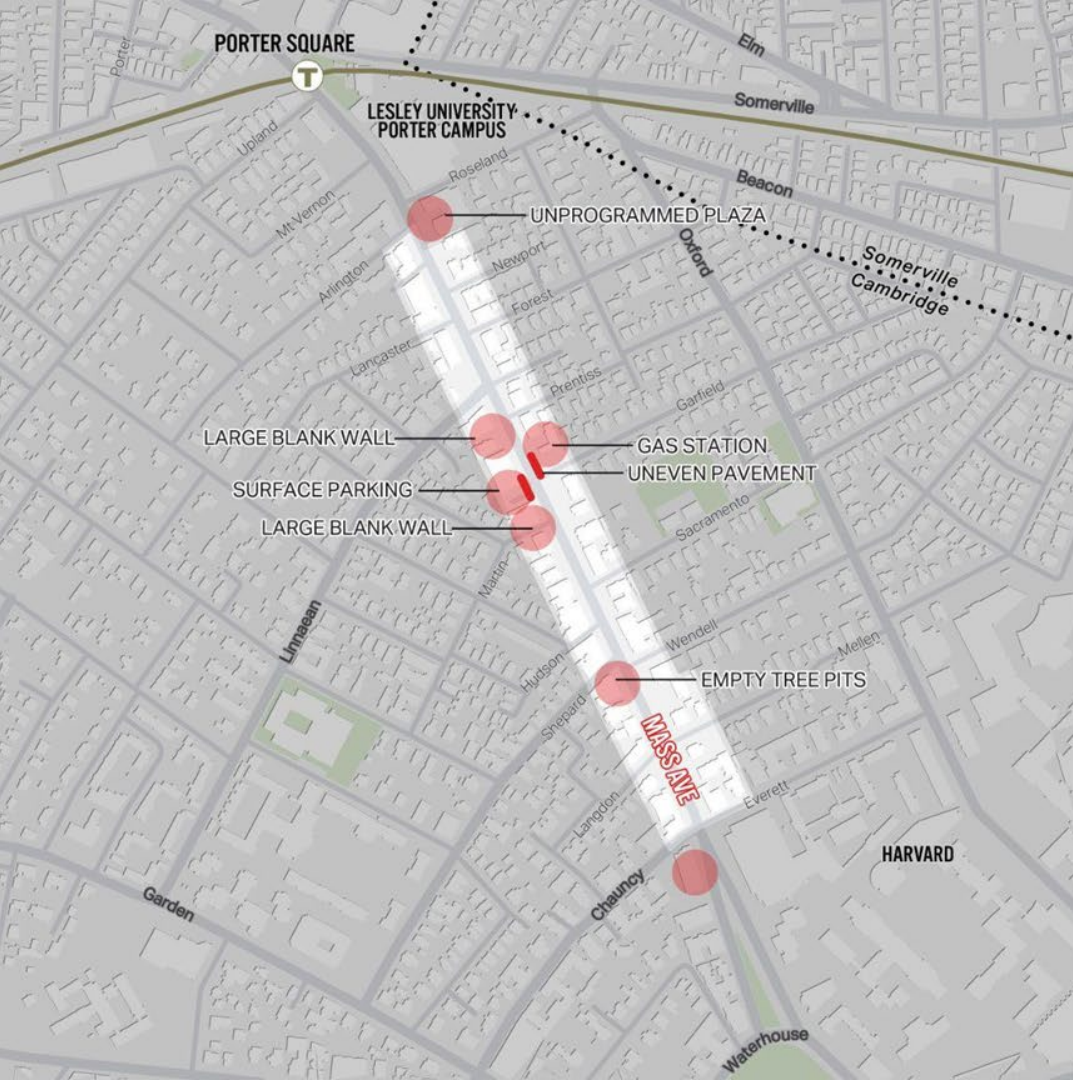 Elm
PORTER SQUARE
Porter
T
Somerville
LESLEY UNIVERSITY
PORTER CAMPUS
Upland
Roseland
Beacon
Mt Vernon
UNPROGRAMMED PLAZA
Oxford
Newport
Somerville
Cambridge
Arlington
Forest
Lancaster
Prentiss
Garfield
LARGE BLANK WALL
GAS STATION
UNEVEN PAVEMENT
SURFACE PARKING
Sacramento
LARGE BLANK WALL
Martin
Linnaean
Wendell
Mellen
Hudson
EMPTY TREE PITS
Shepard
MASS AVE
Everett
Langdon
HARVARD
Chauncy
Garden
Waterhouse